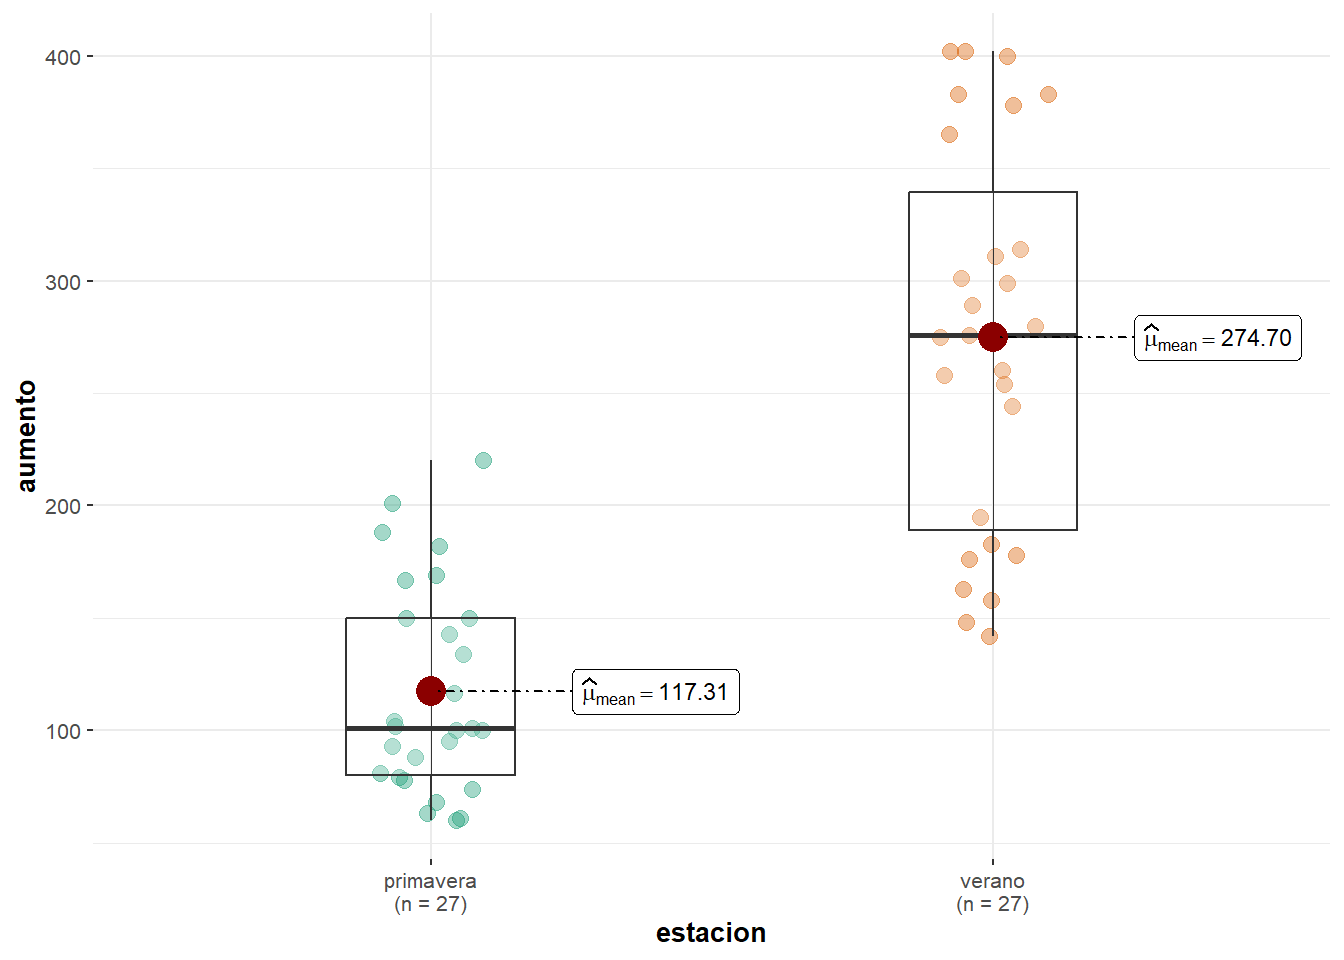 400
300
200
100
aumento
μ̂mean = 274.70
μ̂mean = 117.31
primavera
(n = 27)
verano
(n = 27)
estacion